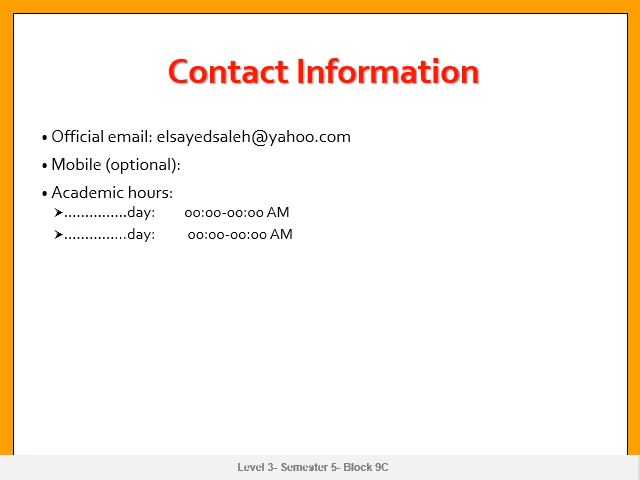 Contact Information
• Official email: elsayedsaleh@yahoo.com
• Mobile (optional):
• Academic hours:
➢...............day: 00:00-00:00 AM
➢...............day: 00:00-00:00 AM
Level 3- Semester 5- Block 9C